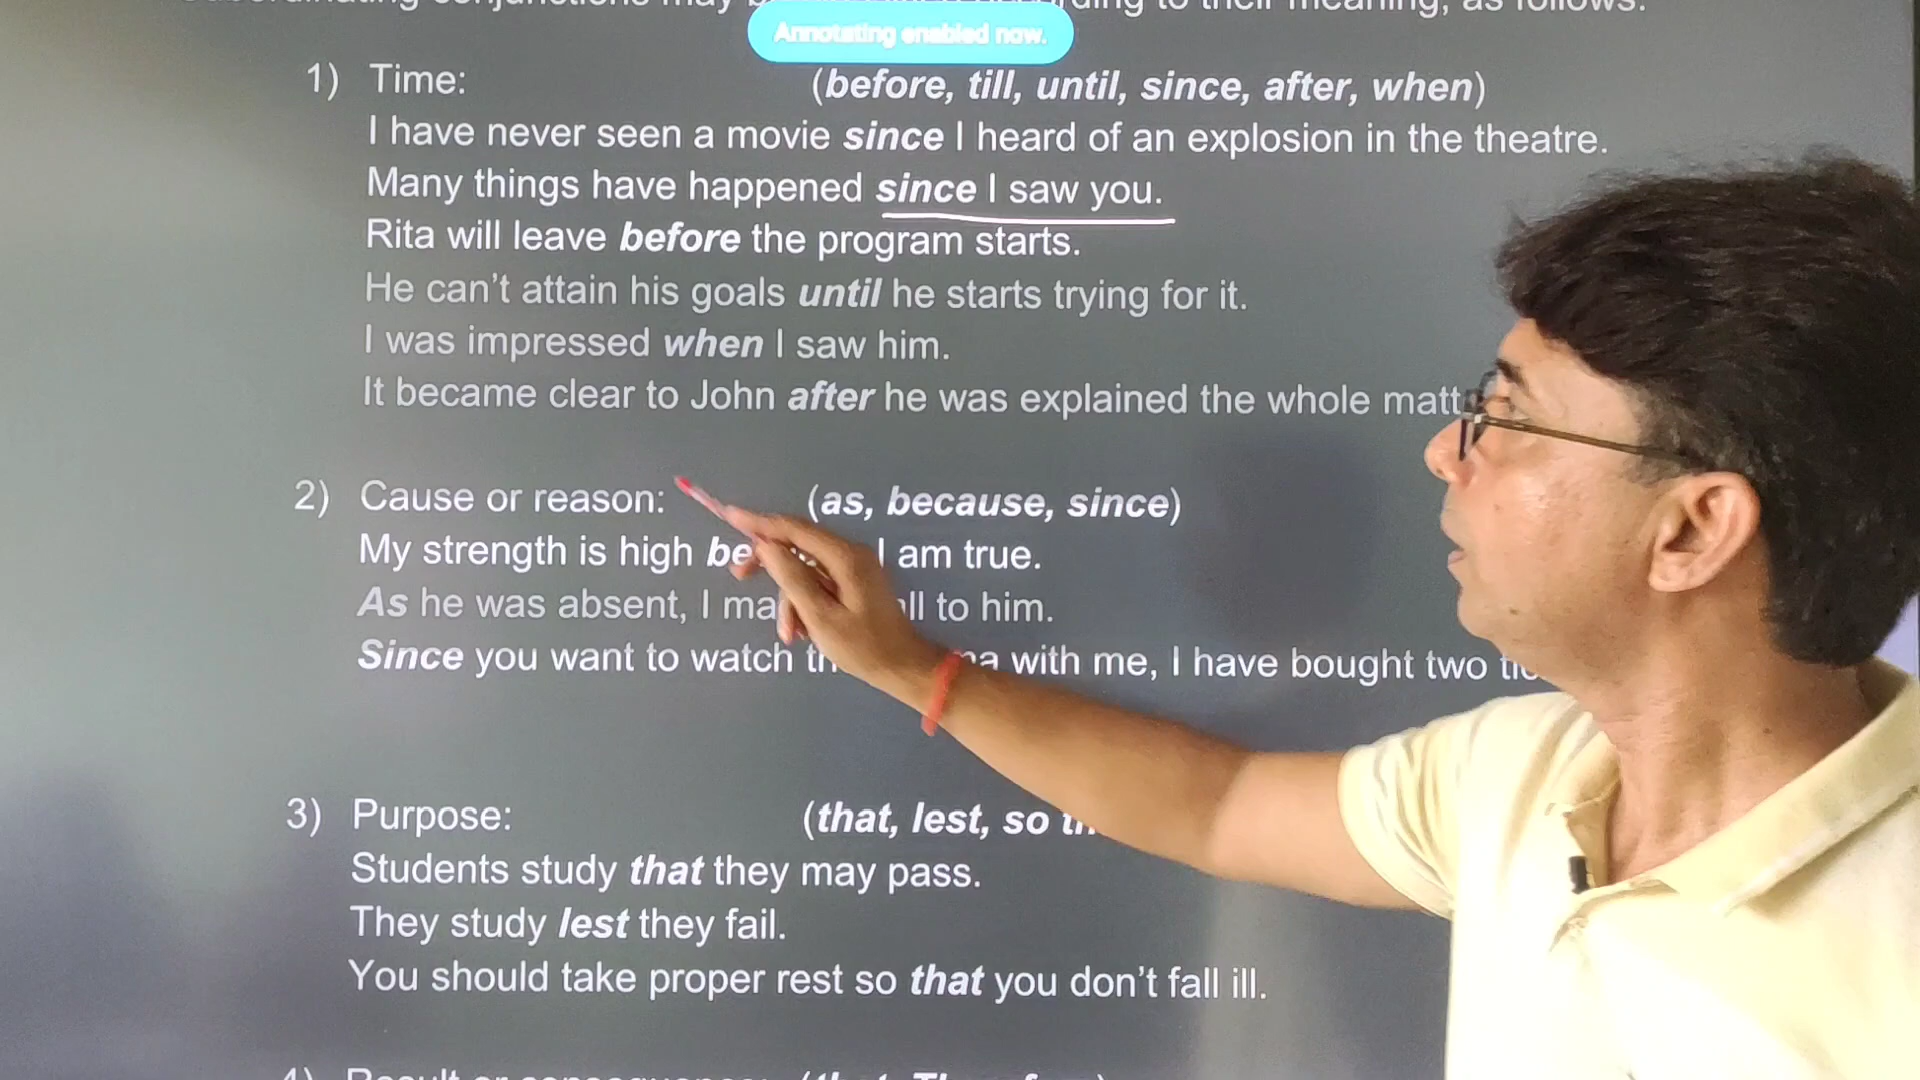 to their meaning, as follows:
Annotating enabled now.
1) Time: (before, till, until, since, after, when)
I have never seen a movie since I heard of an explosion in the theatre.
Many things have happened since I saw you.
Rita will leave before the program starts.
He can't attain his goals until he starts trying for it.
I was impressed when I saw him.
It became clear to John after he was explained the whole
2) Cause or reason: (as, because, since)
My strength is high I am true.
As he was absent, I to him.
Since you want to watch with me, I have bought two
3) Purpose: (that, lest, so
Students study that they may pass.
They study lest they fail.
You should take proper rest so that you don't fall ill.